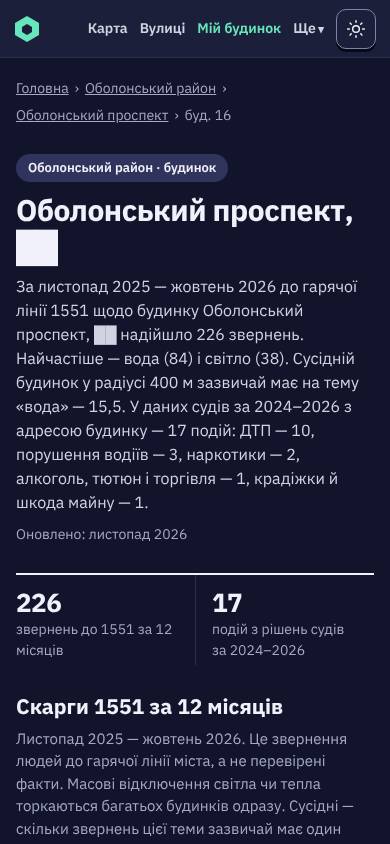 Карта Вулиці Мій будинок Ще ▾
Головна › Оболонський район ›
Оболонський проспект › буд. 16
Оболонський район · будинок
Оболонський проспект,
За листопад 2025 — жовтень 2026 до гарячої
лінії 1551 щодо будинку Оболонський
проспект, надійшло 226 звернень.
Найчастіше — вода (84) і світло (38). Сусідній
будинок у радіусі 400 м зазвичай має на тему
«вода» — 15,5. У даних судів за 2024–2026 з
адресою будинку — 17 подій: ДТП — 10,
порушення водіїв — 3, наркотики — 2,
алкоголь, тютюн і торгівля — 1, крадіжки й
шкода майну — 1.
Оновлено: листопад 2026
226
звернень до 1551 за 12
місяців
17
подій з рішень судів
за 2024–2026
Скарги 1551 за 12 місяців
Листопад 2025 — жовтень 2026. Це звернення
людей до гарячої лінії міста, а не перевірені
факти. Масові відключення світла чи тепла
торкаються багатьох будинків одразу. Сусідні —
скільки звернень цієї теми зазвичай має один